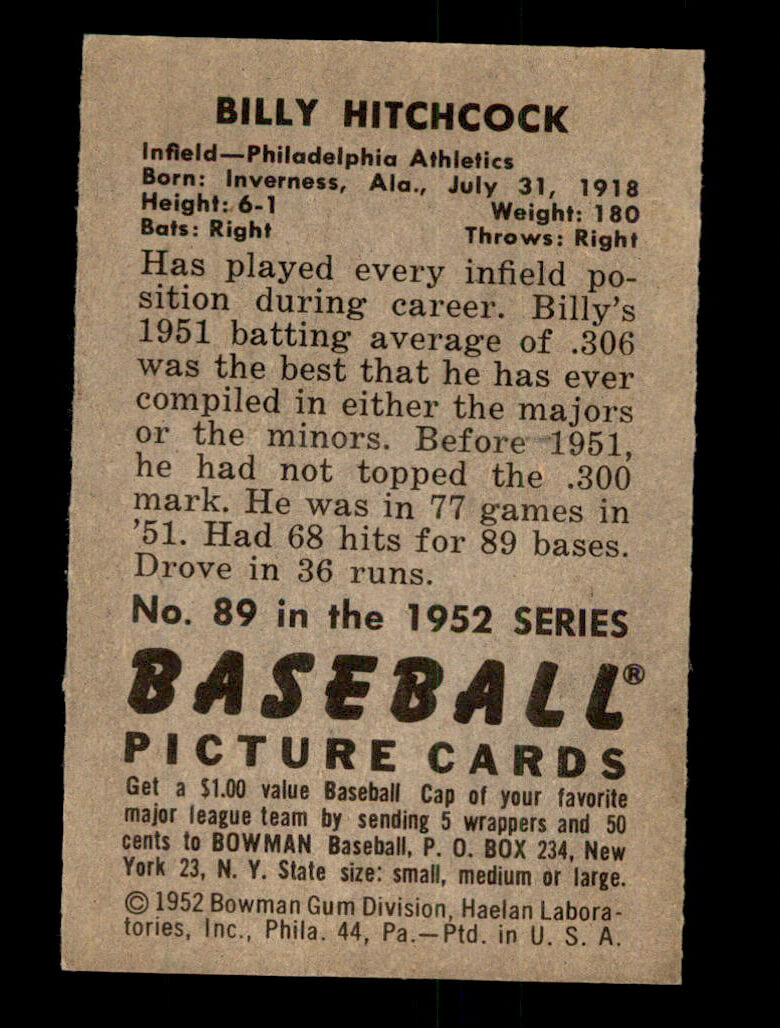 BILLY HITCHCOCK
Infield—Philadelphia Athletics
Born: Inverness, Ala., July 31, 1918
Height: 6-1 Weight: 180
Bats: Right Throws: Right
Has played every infield po-
sition during career. Billy's
1951 batting average of .306
was the best that he has ever
compiled in either the majors
or the minors. Before 1951,
he had not topped the .300
mark. He was in 77 games in
'51. Had 68 hits for 89 bases.
Drove in 36 runs.
No. 89 in the 1952 SERIES
BASEBALL®
PICTURE CARDS
Get a $1.00 value Baseball Cap of your favorite
major league team by sending 5 wrappers and 50
cents to BOWMAN Baseball, P. O. BOX 234, New
York 23, N. Y. State size: small, medium or large.
© 1952 Bowman Gum Division, Haelan Labora-
tories, Inc., Phila. 44, Pa.—Ptd. in U. S. A.